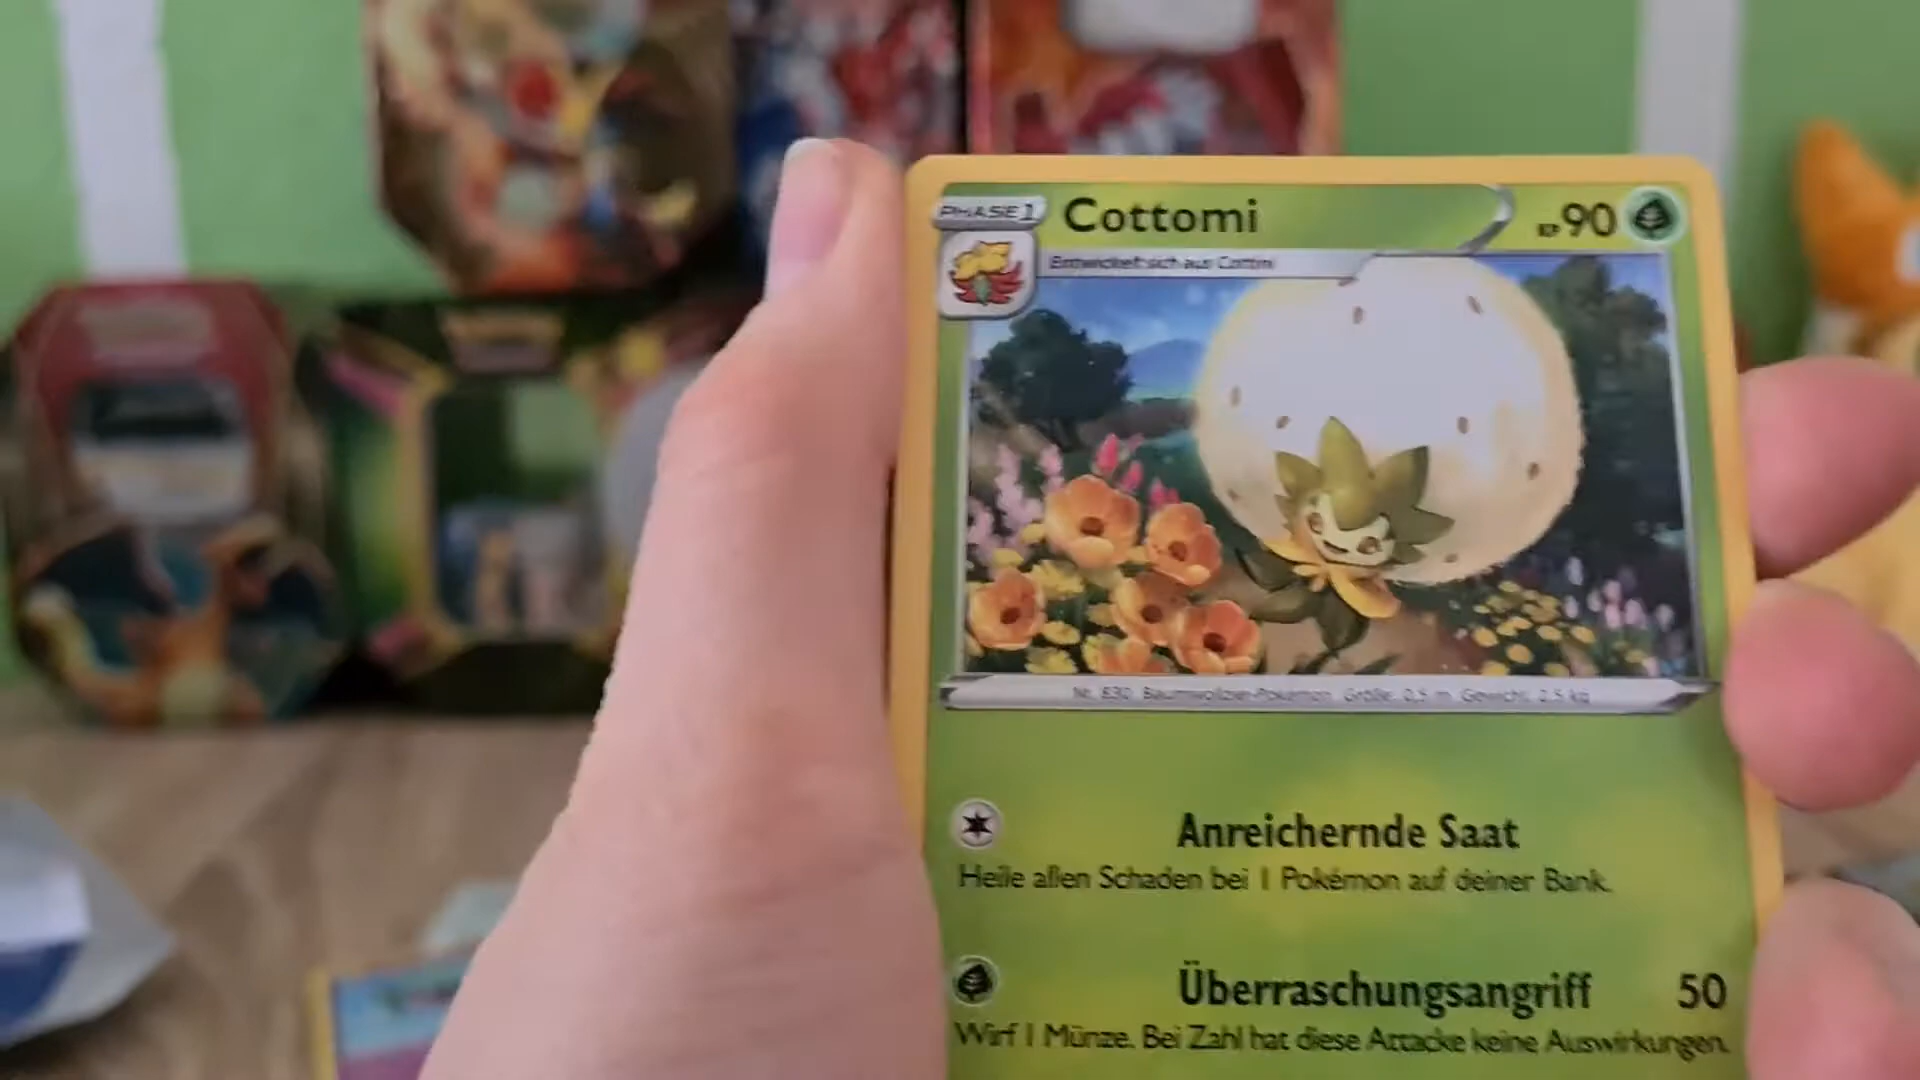 PHASE 1 Cottomi KP 90
Entwickelt sich aus Cottini
Nr. 830 Baumwollzier-Pokémon Größe: 0,5 m Gewicht: 2,5 kg
Anreichernde Saat
Heile allen Schaden bei 1 Pokémon auf deiner Bank.
Überraschungsangriff 50
Wirf 1 Münze. Bei Zahl hat diese Attacke keine Auswirkungen.